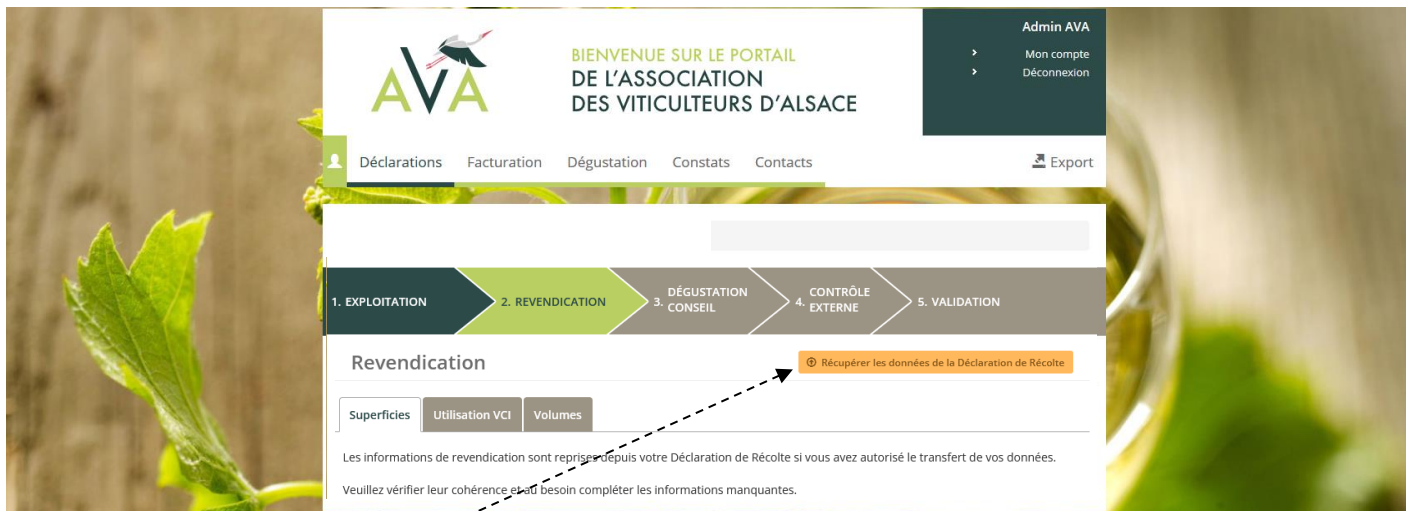 AVA
BIENVENUE SUR LE PORTAIL
DE L'ASSOCIATION
DES VITICULTEURS D'ALSACE
Admin AVA
Mon compte
Déconnexion
Déclarations Facturation Dégustation Constats Contacts Export
1. EXPLOITATION
2. REVENDICATION
3. DÉGUSTATION
CONSEIL
4. CONTRÔLE
EXTERNE
5. VALIDATION
Revendication
Récupérer les données de la Déclaration de Récolte
Superficies Utilisation VCI Volumes
Les informations de revendication sont reprises depuis votre Déclaration de Récolte si vous avez autorisé le transfert de vos données.
Veuillez vérifier leur cohérence et au besoin compléter les informations manquantes.